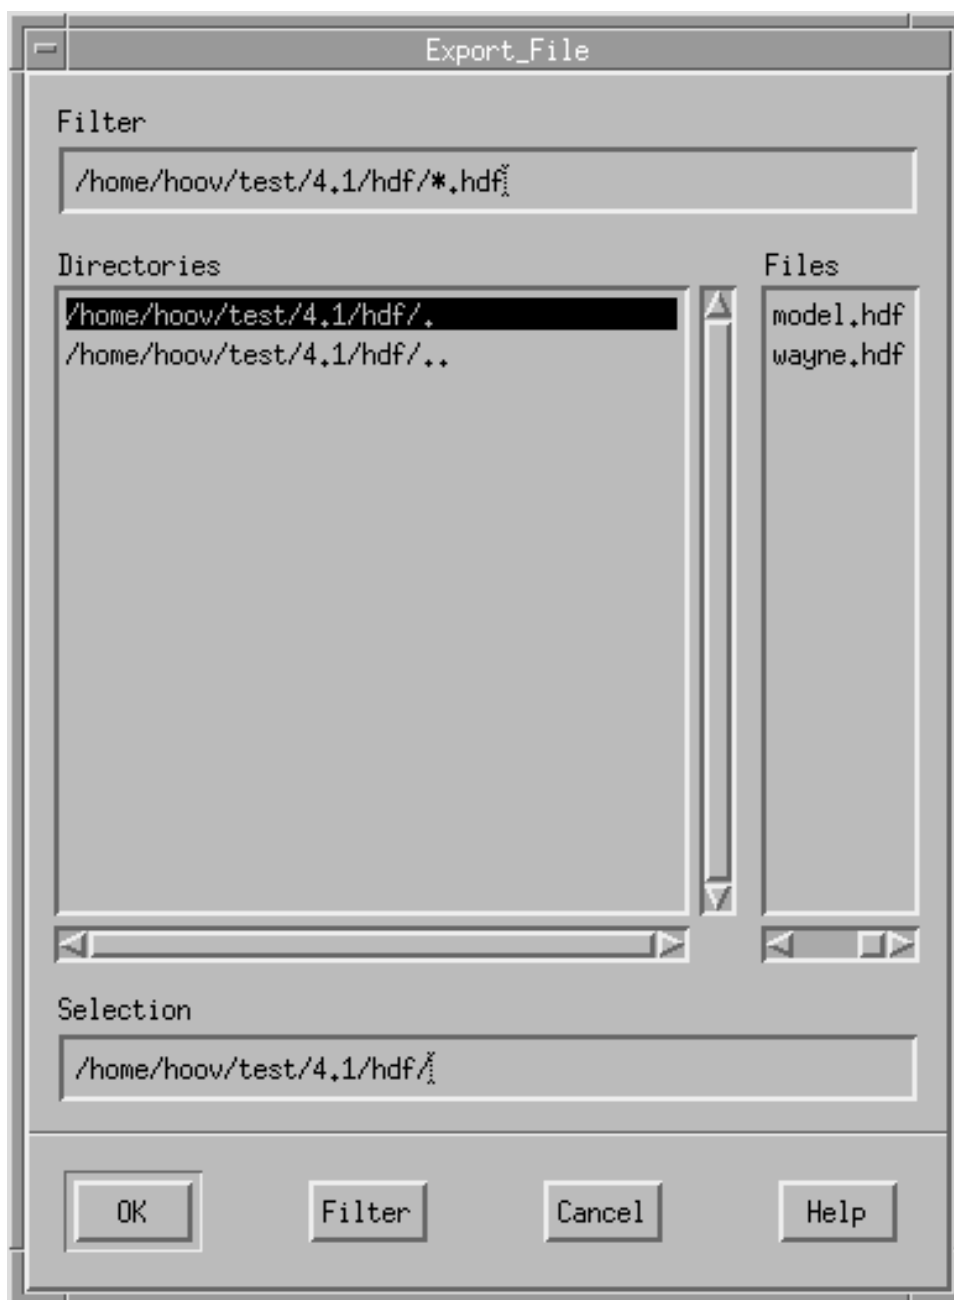 Export_File
Filter
/home/hoov/test/4.1/hdf/*.hdf
Directories
/home/hoov/test/4.1/hdf/.
/home/hoov/test/4.1/hdf/..
Files
model.hdf
wayne.hdf
Selection
/home/hoov/test/4.1/hdf/
OK
Filter
Cancel
Help